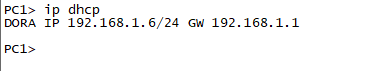 PC1> ip dhcp
DORA IP 192.168.1.6/24 GW 192.168.1.1
PC1>